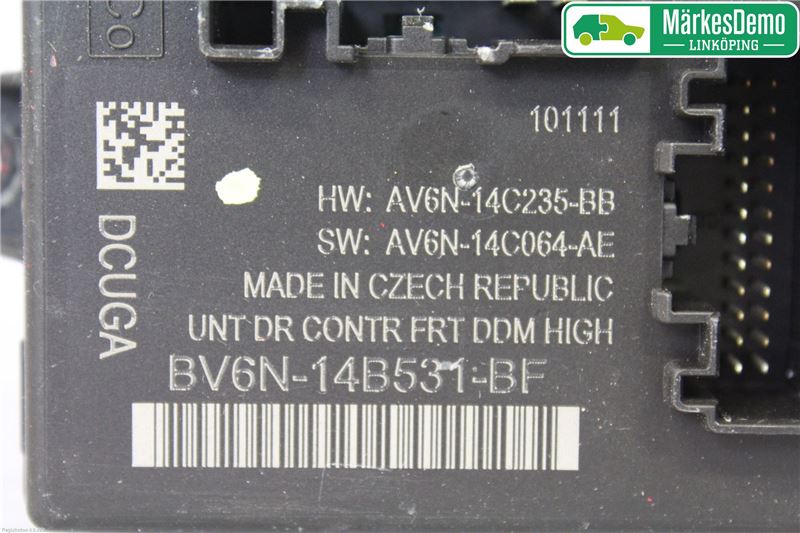 Co
MärkesDemo
LINKÖPING
101111
HW: AV6N-14C235-BB
SW: AV6N-14C064-AE
MADE IN CZECH REPUBLIC
UNT DR CONTR FRT DDM HIGH
BV6N-14B531-BF
DCUGA